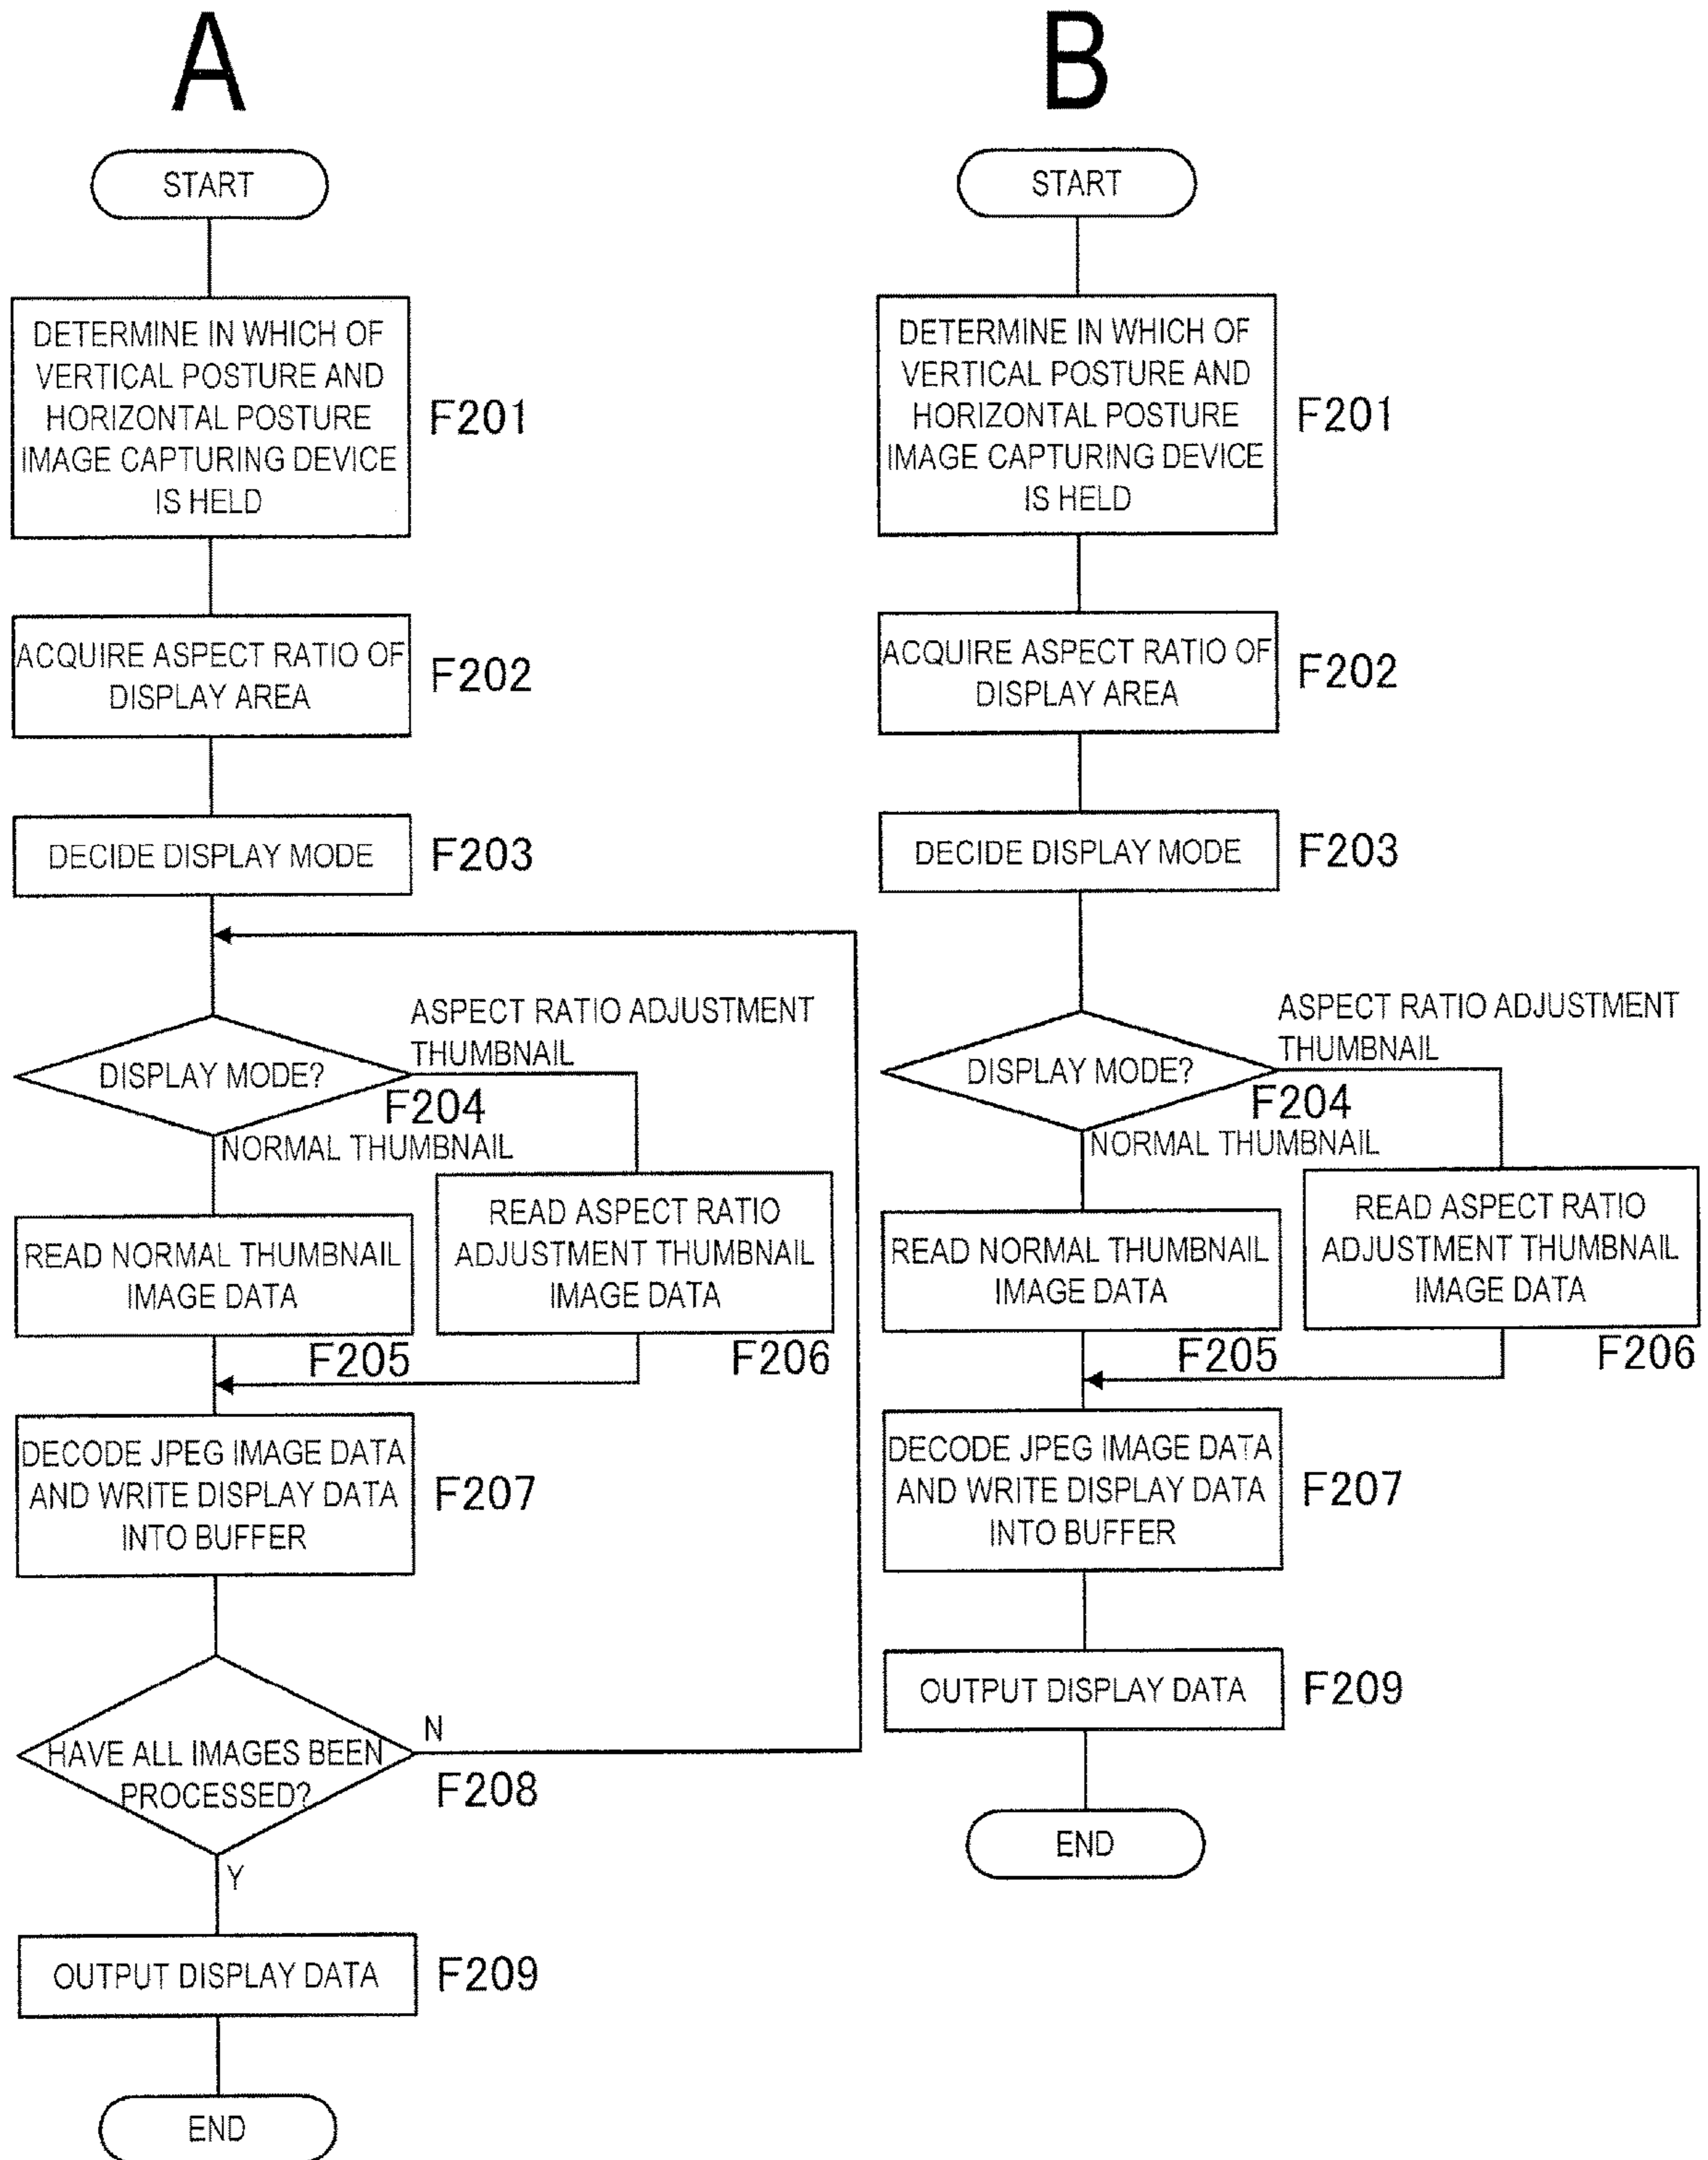 A
START
DETERMINE IN WHICH OF
VERTICAL POSTURE AND
HORIZONTAL POSTURE
IMAGE CAPTURING DEVICE
IS HELD
F201
ACQUIRE ASPECT RATIO OF
DISPLAY AREA
F202
DECIDE DISPLAY MODE
F203
ASPECT RATIO ADJUSTMENT
THUMBNAIL
DISPLAY MODE?
F204
NORMAL THUMBNAIL
READ NORMAL THUMBNAIL
IMAGE DATA
F205
READ ASPECT RATIO
ADJUSTMENT THUMBNAIL
IMAGE DATA
F206
DECODE JPEG IMAGE DATA
AND WRITE DISPLAY DATA
INTO BUFFER
F207
HAVE ALL IMAGES BEEN
PROCESSED?
N
F208
Y
OUTPUT DISPLAY DATA
F209
END
B
START
DETERMINE IN WHICH OF
VERTICAL POSTURE AND
HORIZONTAL POSTURE
IMAGE CAPTURING DEVICE
IS HELD
F201
ACQUIRE ASPECT RATIO OF
DISPLAY AREA
F202
DECIDE DISPLAY MODE
F203
ASPECT RATIO ADJUSTMENT
THUMBNAIL
DISPLAY MODE?
F204
NORMAL THUMBNAIL
READ NORMAL THUMBNAIL
IMAGE DATA
F205
READ ASPECT RATIO
ADJUSTMENT THUMBNAIL
IMAGE DATA
F206
DECODE JPEG IMAGE DATA
AND WRITE DISPLAY DATA
INTO BUFFER
F207
OUTPUT DISPLAY DATA
F209
END